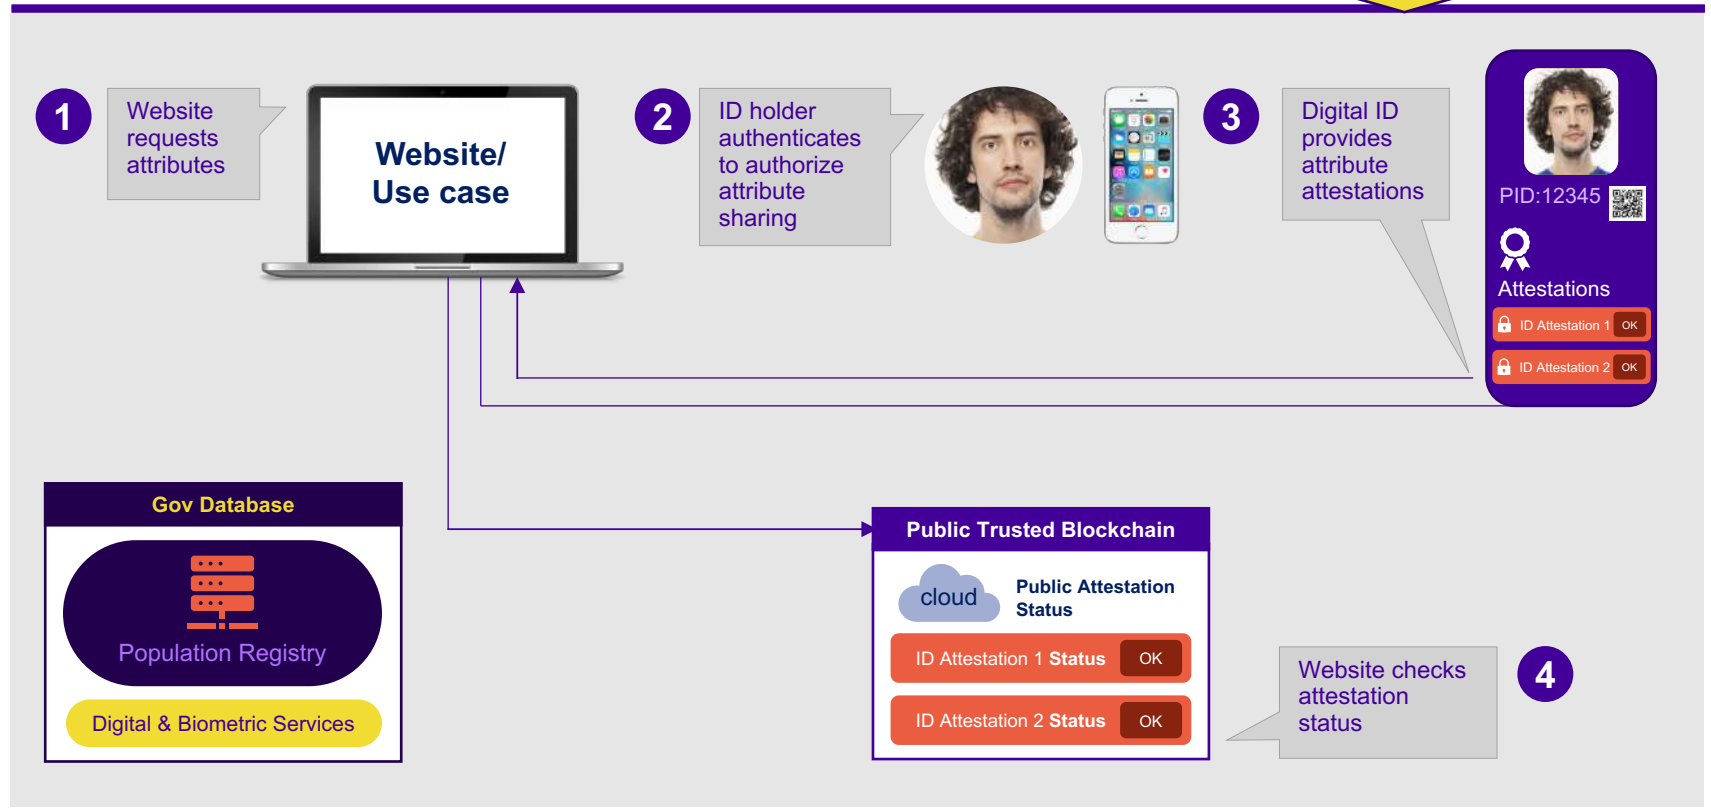 1
Website
requests
attributes
Website/
Use case
2
ID holder
authenticates
to authorize
attribute
sharing
3
Digital ID
provides
attribute
attestations
PID:12345
Attestations
ID Attestation 1 OK
ID Attestation 2 OK
Gov Database
Population Registry
Digital & Biometric Services
Public Trusted Blockchain
cloud
Public Attestation
Status
ID Attestation 1 Status OK
ID Attestation 2 Status OK
Website checks
attestation
status
4